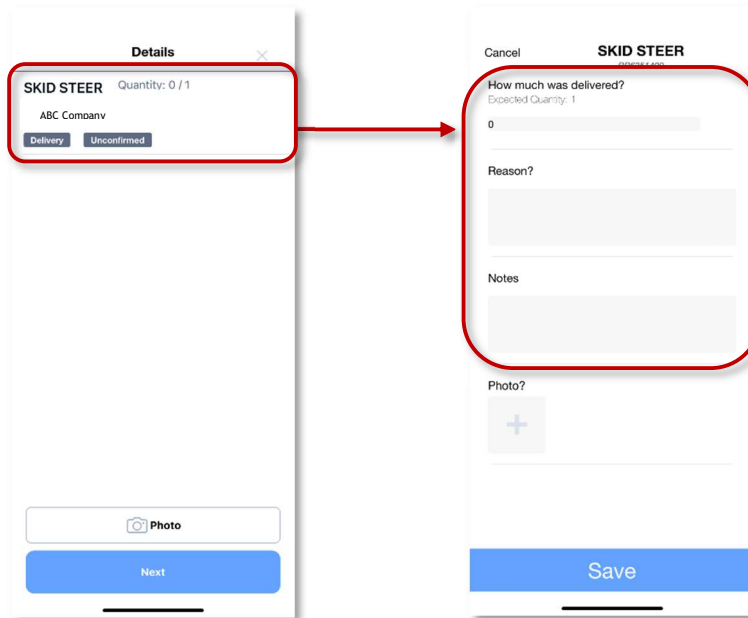 Details
SKID STEER Quantity: 0 / 1
ABC Company
Delivery Unconfirmed
Photo
Next
Cancel SKID STEER
How much was delivered?
Expected Quantity: 1
0
Reason?
Notes
Photo?
Save